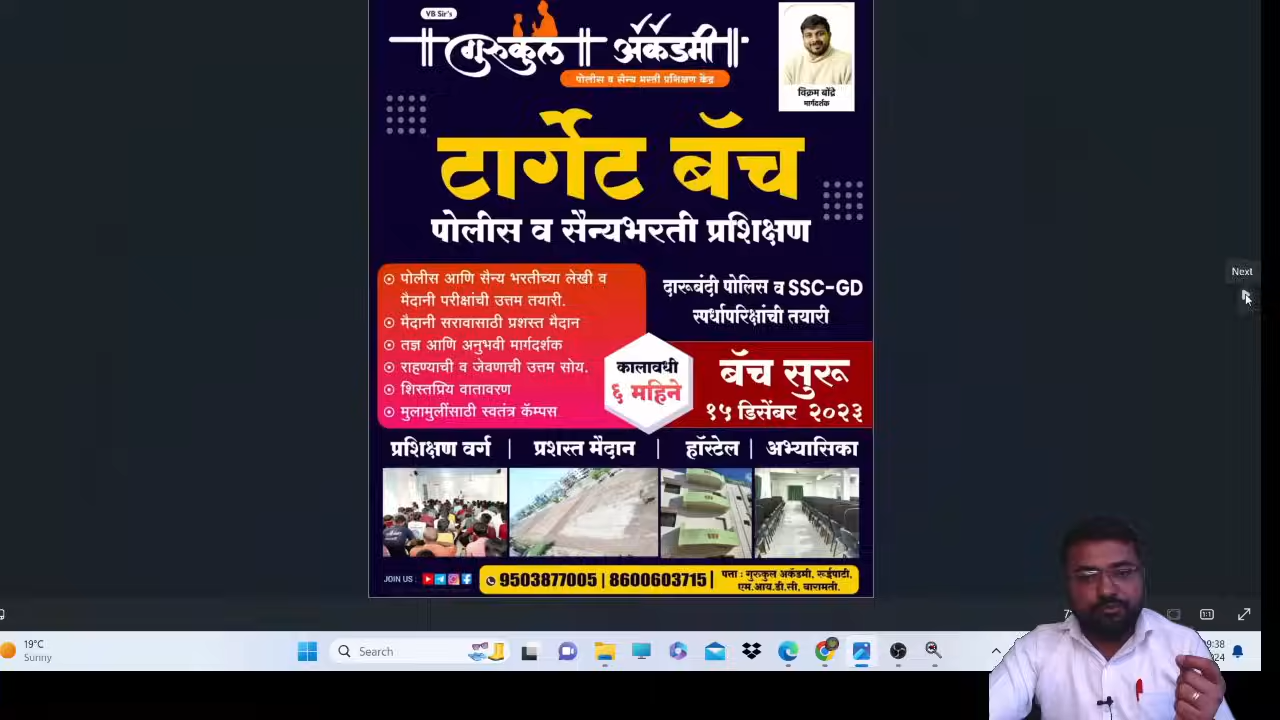 VB Sir's
गुरुकुल अकॅडमी
पोलीस व सैन्य भरती प्रशिक्षण केंद्र
विक्रम बोंद्रे
मार्गदर्शक
टार्गेट बॅच
पोलीस व सैन्यभरती प्रशिक्षण
पोलीस आणि सैन्य भरतीच्या लेखी व
मैदानी परीक्षांची उत्तम तयारी.
मैदानी सरावासाठी प्रशस्त मैदान
तज्ञ आणि अनुभवी मार्गदर्शक
राहण्याची व जेवणाची उत्तम सोय.
शिस्तप्रिय वातावरण
मुलामुलींसाठी स्वतंत्र कॅम्पस
दारूबंदी पोलिस व SSC-GD
स्पर्धापरिक्षांची तयारी
कालावधी
६ महिने
बॅच सुरू
१५ डिसेंबर २०२३
प्रशिक्षण वर्ग | प्रशस्त मैदान | हॉस्टेल | अभ्यासिका
JOIN US :
9503877005 | 8600603715 |
पत्ता : गुरुकुल अकॅडमी, रूईपाटी,
एम.आय.डी.सी, बारामती.
Next
19°C
Sunny
Search